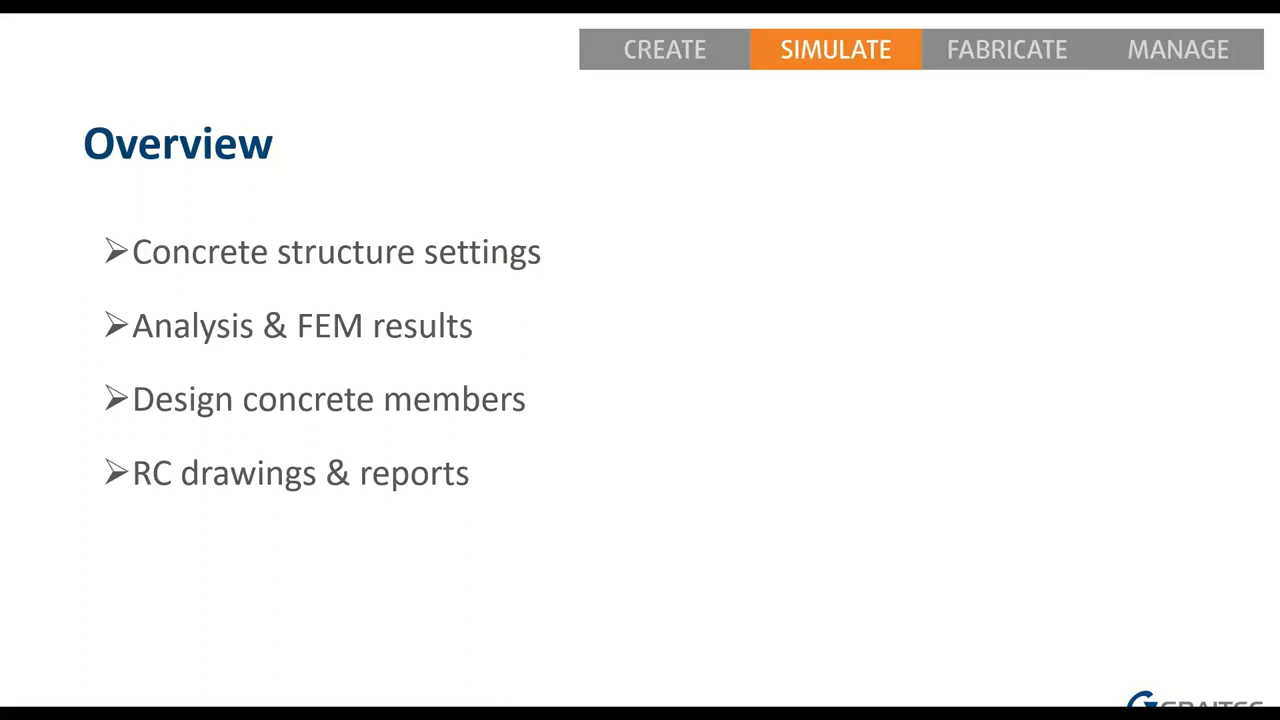 CREATE SIMULATE FABRICATE MANAGE
Overview
Concrete structure settings
Analysis & FEM results
Design concrete members
RC drawings & reports